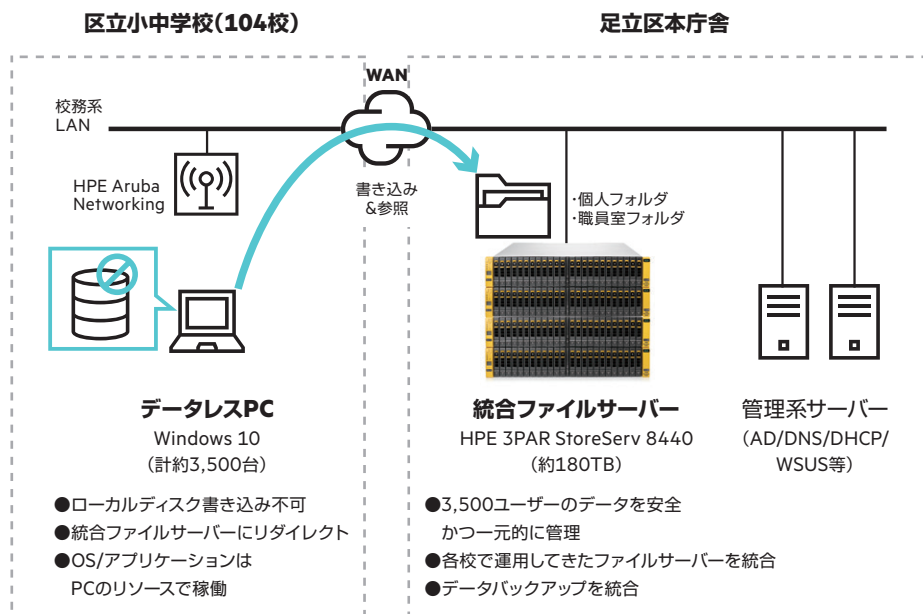 区立小中学校(104校)
足立区本庁舎
WAN
校務系
LAN
HPE Aruba
Networking
書き込み
&参照
・個人フォルダ
・職員室フォルダ
データレスPC
Windows 10
(計約3,500台)
●ローカルディスク書き込み不可
●統合ファイルサーバーにリダイレクト
●OS/アプリケーションは
PCのリソースで稼働
統合ファイルサーバー
HPE 3PAR StoreServ 8440
(約180TB)
●3,500ユーザーのデータを安全
かつ一元的に管理
●各校で運用してきたファイルサーバーを統合
●データバックアップを統合
管理系サーバー
(AD/DNS/DHCP/
WSUS等)